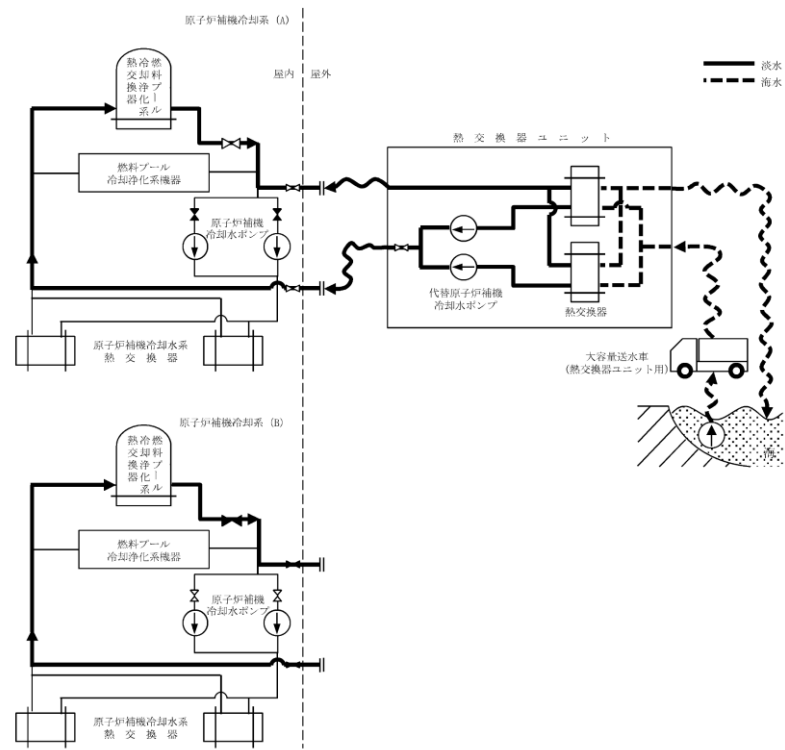 原子炉補機冷却系(A)
屋内
屋外
燃料プール
冷却浄化系
熱交換器
燃料プール
冷却浄化系機器
原子炉補機
冷却水ポンプ
原子炉補機冷却水系
熱交換器
熱交換器ユニット
代替原子炉補機
冷却水ポンプ
熱交換器
淡水
海水
大容量送水車
(熱交換器ユニット用)
海
原子炉補機冷却系(B)
燃料プール
冷却浄化系
熱交換器
燃料プール
冷却浄化系機器
原子炉補機
冷却水ポンプ
原子炉補機冷却水系
熱交換器